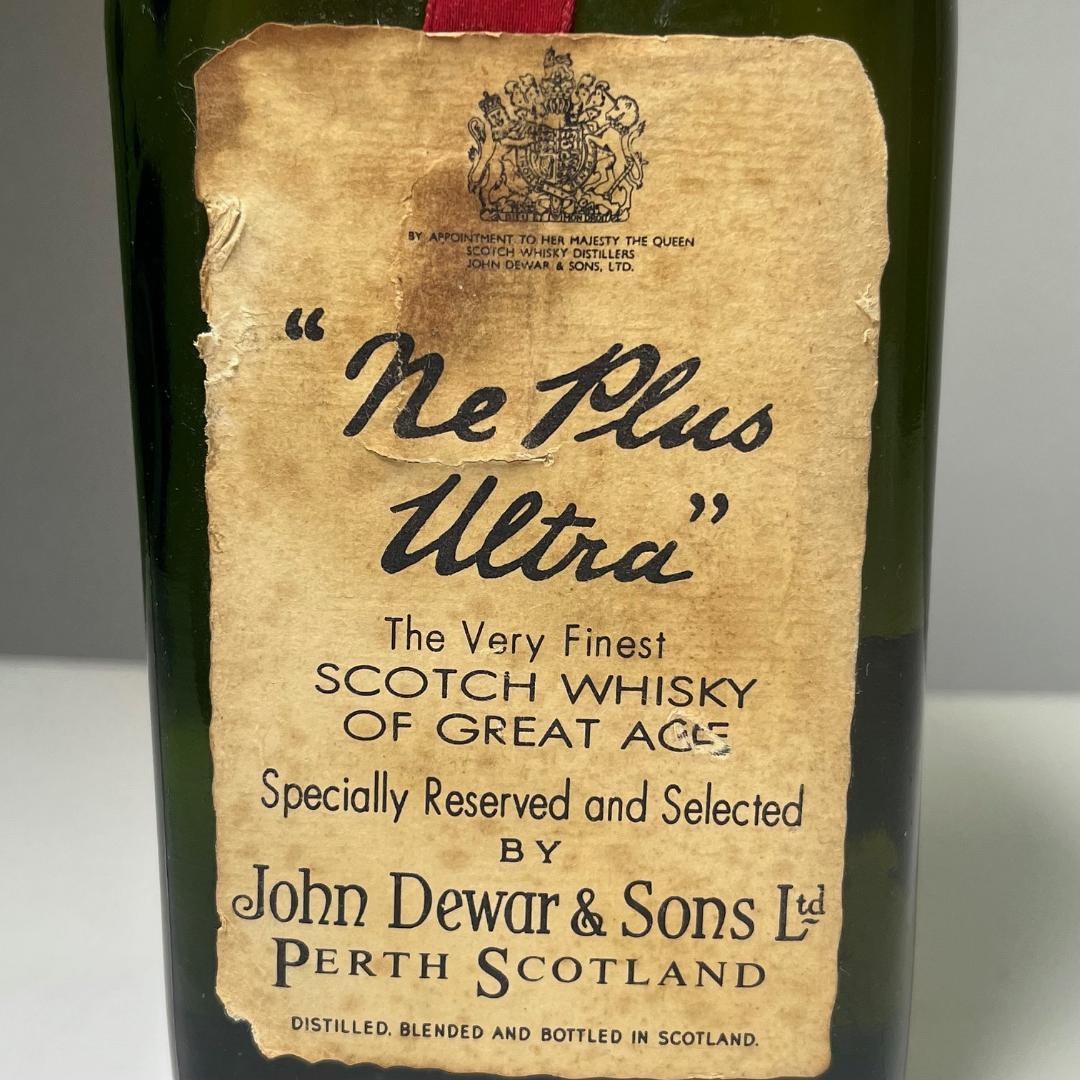 BY APPOINTMENT TO HER MAJESTY THE QUEEN
SCOTCH WHISKY DISTILLERS
JOHN DEWAR & SONS, LTD.
“Ne Plus
Ultra”
The Very Finest
SCOTCH WHISKY
OF GREAT AGE
Specially Reserved and Selected
BY
John Dewar & Sons Ltd
PERTH SCOTLAND
DISTILLED, BLENDED AND BOTTLED IN SCOTLAND.